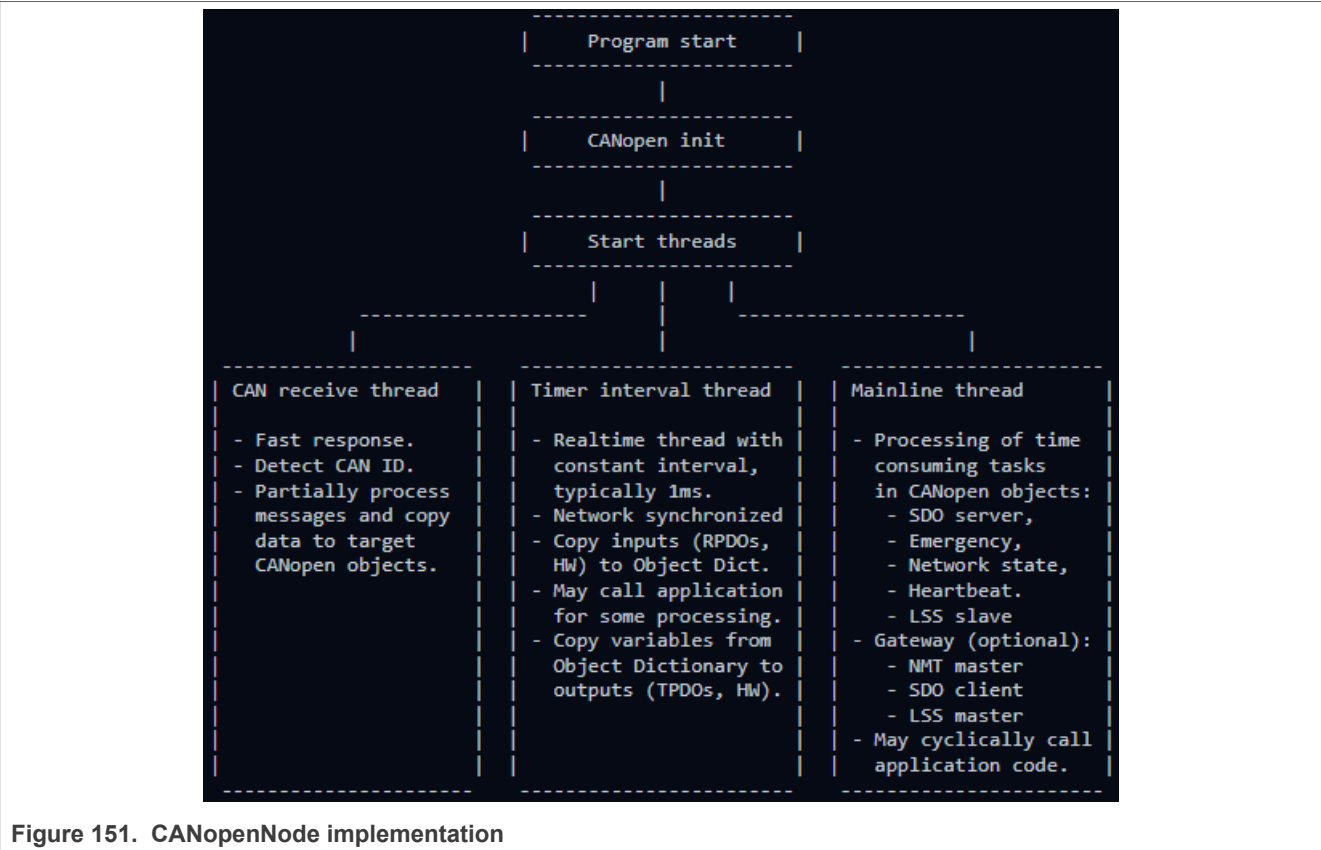 Program start
CANopen init
Start threads
CAN receive thread
- Fast response.
- Detect CAN ID.
- Partially process
messages and copy
data to target
CANopen objects.
Timer interval thread
- Realtime thread with
constant interval,
typically 1ms.
- Network synchronized
- Copy inputs (RPDOs,
HW) to Object Dict.
- May call application
for some processing.
- Copy variables from
Object Dictionary to
outputs (TPDOs, HW).
Mainline thread
- Processing of time
consuming tasks
in CANopen objects:
- SDO server,
- Emergency,
- Network state,
- Heartbeat.
- LSS slave
- Gateway (optional):
- NMT master
- SDO client
- LSS master
- May cyclically call
application code.
Figure 151. CANopenNode implementation